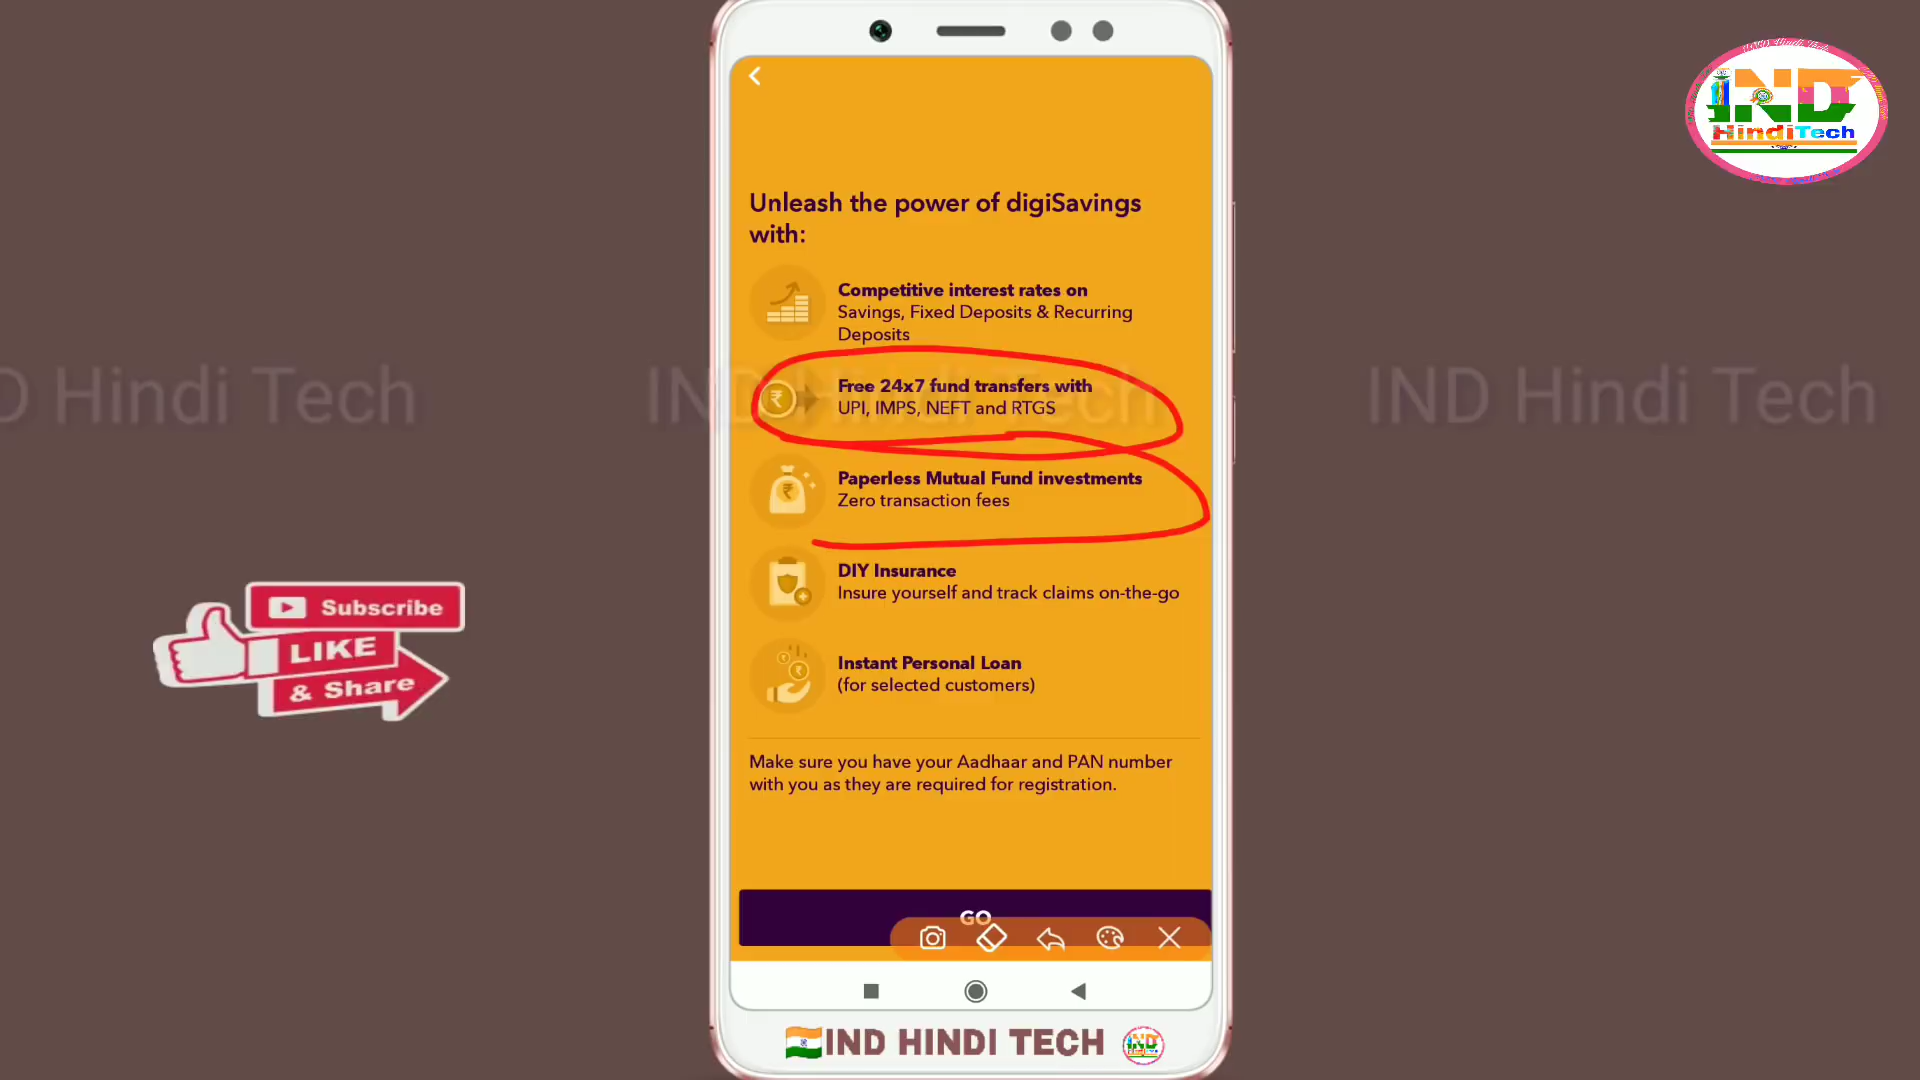 IND
HindiTech
Unleash the power of digiSavings
with:
Competitive interest rates on
Savings, Fixed Deposits & Recurring
Deposits
D Hindi Tech
IND Hindi Tech
IND Hindi Tech
Free 24x7 fund transfers with
UPI, IMPS, NEFT and RTGS
Paperless Mutual Fund investments
Zero transaction fees
DIY Insurance
Insure yourself and track claims on-the-go
Subscribe
LIKE
& Share
Instant Personal Loan
(for selected customers)
Make sure you have your Aadhaar and PAN number
with you as they are required for registration.
GO
IND HINDI TECH
IND